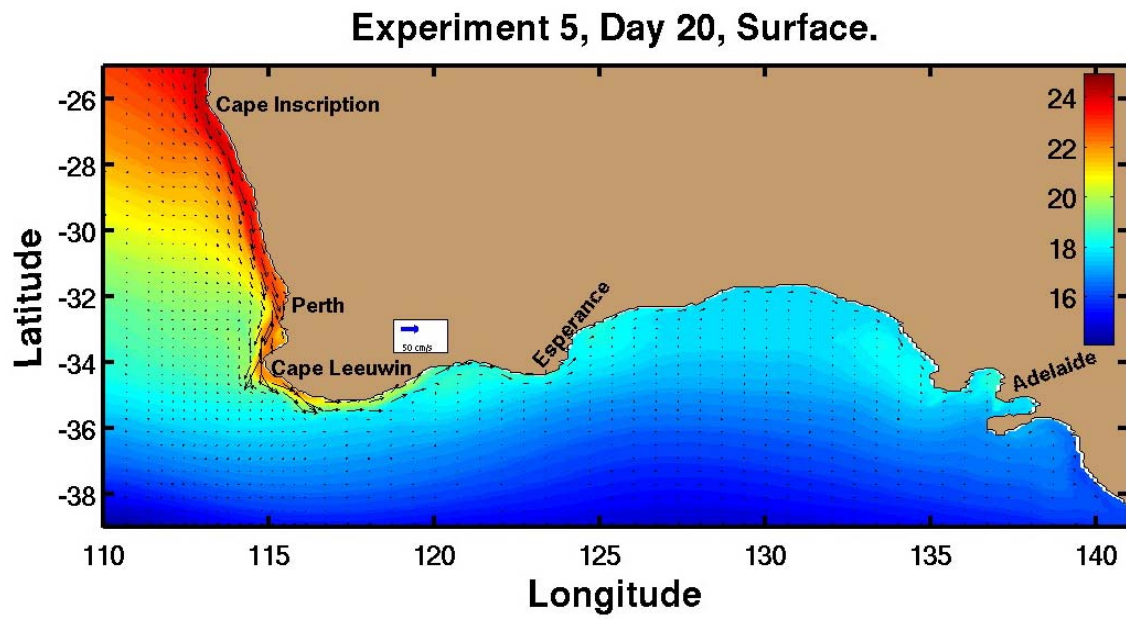 Experiment 5, Day 20, Surface.
Latitude
-26
-28
-30
-32
-34
-36
-38
Cape Inscription
Perth
50 cm/s
Cape Leeuwin
Esperance
Adelaide
24
22
20
18
16
110
115
120
125
130
135
140
Longitude